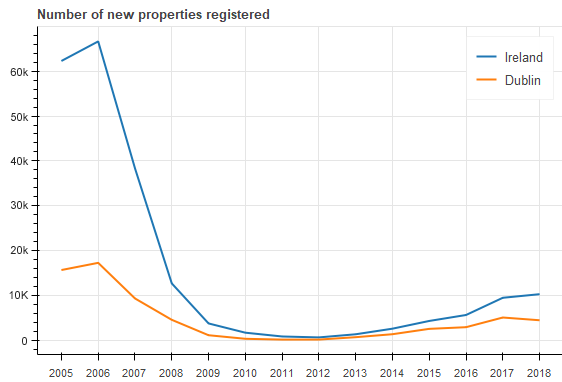 Number of new properties registered
Ireland
Dublin
60k
50k
40k
30k
20k
10K
0
2005 2006 2007 2008 2009 2010 2011 2012 2013 2014 2015 2016 2017 2018